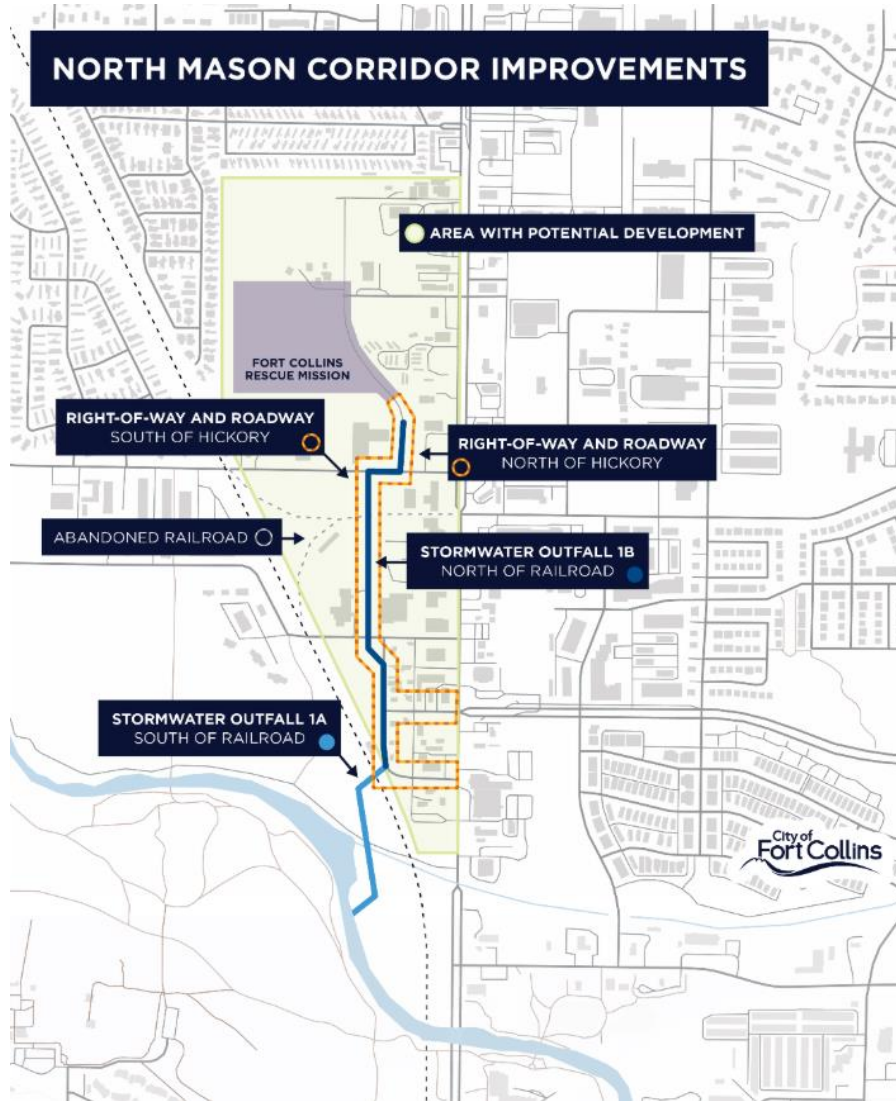 NORTH MASON CORRIDOR IMPROVEMENTS
AREA WITH POTENTIAL DEVELOPMENT
FORT COLLINS
RESCUE MISSION
RIGHT-OF-WAY AND ROADWAY
SOUTH OF HICKORY
RIGHT-OF-WAY AND ROADWAY
NORTH OF HICKORY
ABANDONED RAILROAD
STORMWATER OUTFALL 1B
NORTH OF RAILROAD
STORMWATER OUTFALL 1A
SOUTH OF RAILROAD
City of
Fort Collins